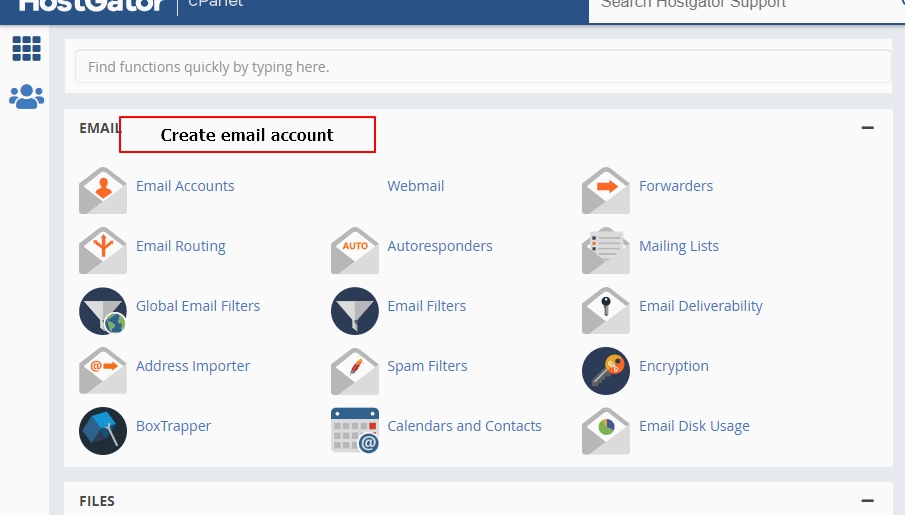 HostGator cPanel Search Hostgator Support
Find functions quickly by typing here.
EMAIL Create email account
Email Accounts Webmail Forwarders
Email Routing AUTO Autoresponders Mailing Lists
Global Email Filters Email Filters Email Deliverability
@ Address Importer Spam Filters Encryption
BoxTrapper @ Calendars and Contacts Email Disk Usage
FILES